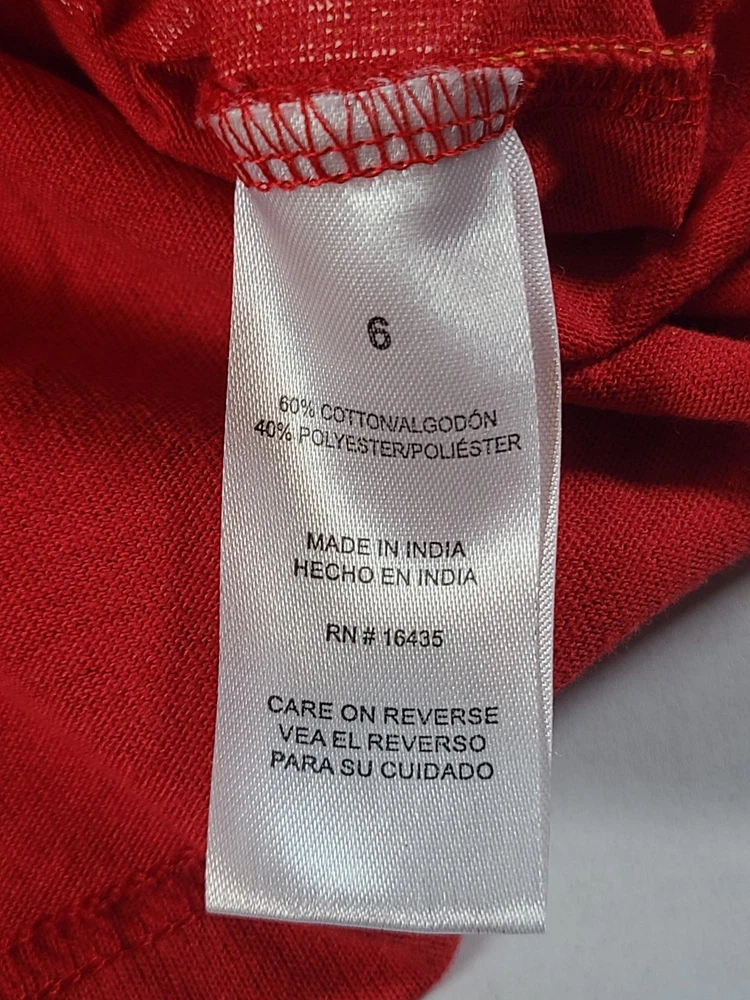 6
60% COTTON/ALGODÓN
40% POLYESTER/POLIÉSTER
MADE IN INDIA
HECHO EN INDIA
RN # 16435
CARE ON REVERSE
VEA EL REVERSO
PARA SU CUIDADO